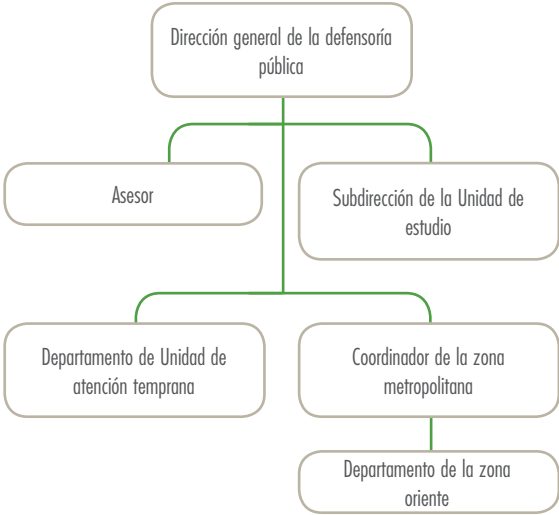 Dirección general de la defensoría
pública
Asesor
Subdirección de la Unidad de
estudio
Departamento de Unidad de
atención temprana
Coordinador de la zona
metropolitana
Departamento de la zona
oriente